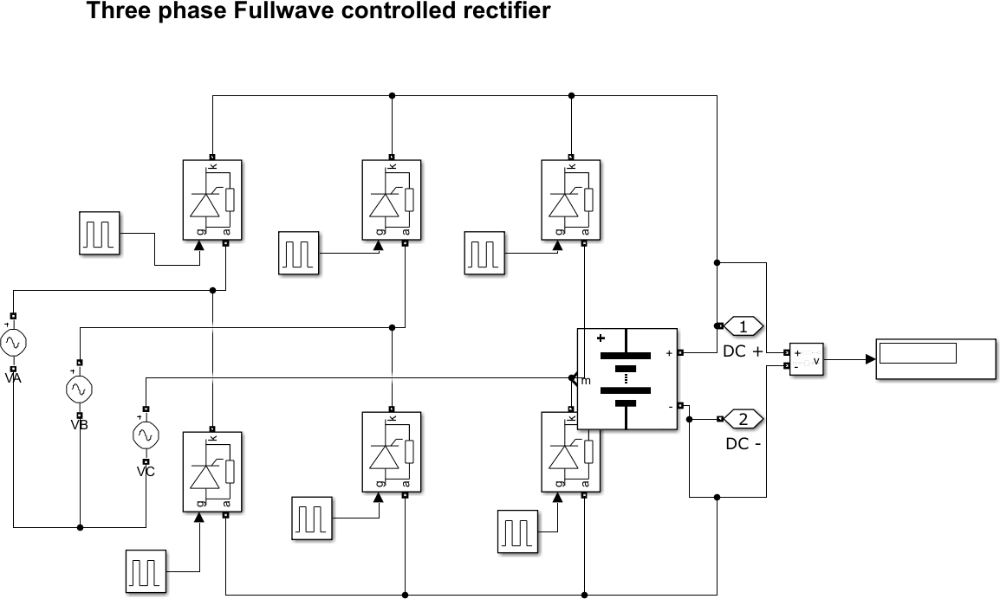 Three phase Fullwave controlled rectifier
k
k
k
g
a
g
a
g
a
+
VA
+
VB
+
VC
1
DC +
+
+
m
-
+
-
v
2
DC -
k
k
k
g
a
g
a
g
a